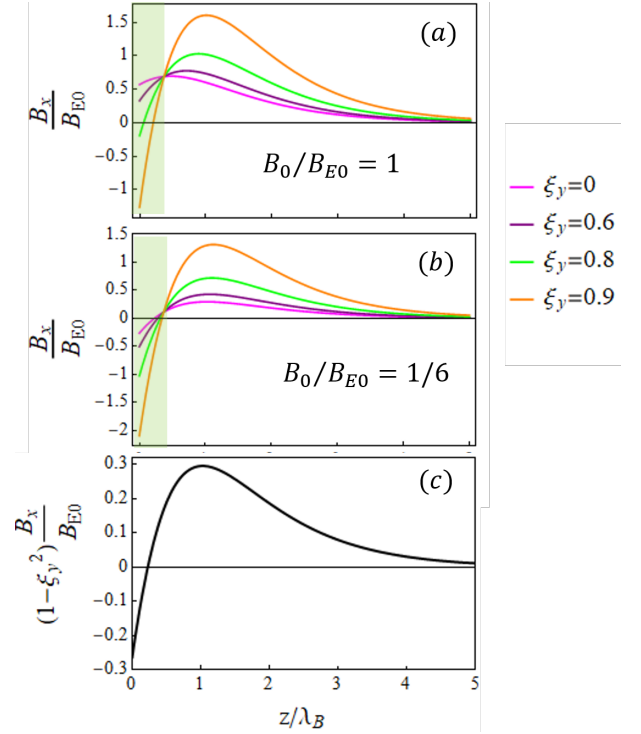 (a)
1.5
1
0.5
0
−0.5
−1
B_x/B_E0
B_0/B_E0 = 1
ξ_y=0
ξ_y=0.6
ξ_y=0.8
ξ_y=0.9
(b)
1.5
1
0.5
0
−0.5
−1
−1.5
−2
B_x/B_E0
B_0/B_E0 = 1/6
(c)
0.3
0.2
0.1
0
−0.1
−0.2
−0.3
(1−ξ_y²) B_x/B_E0
0 1 2 3 4 5
z/λ_B